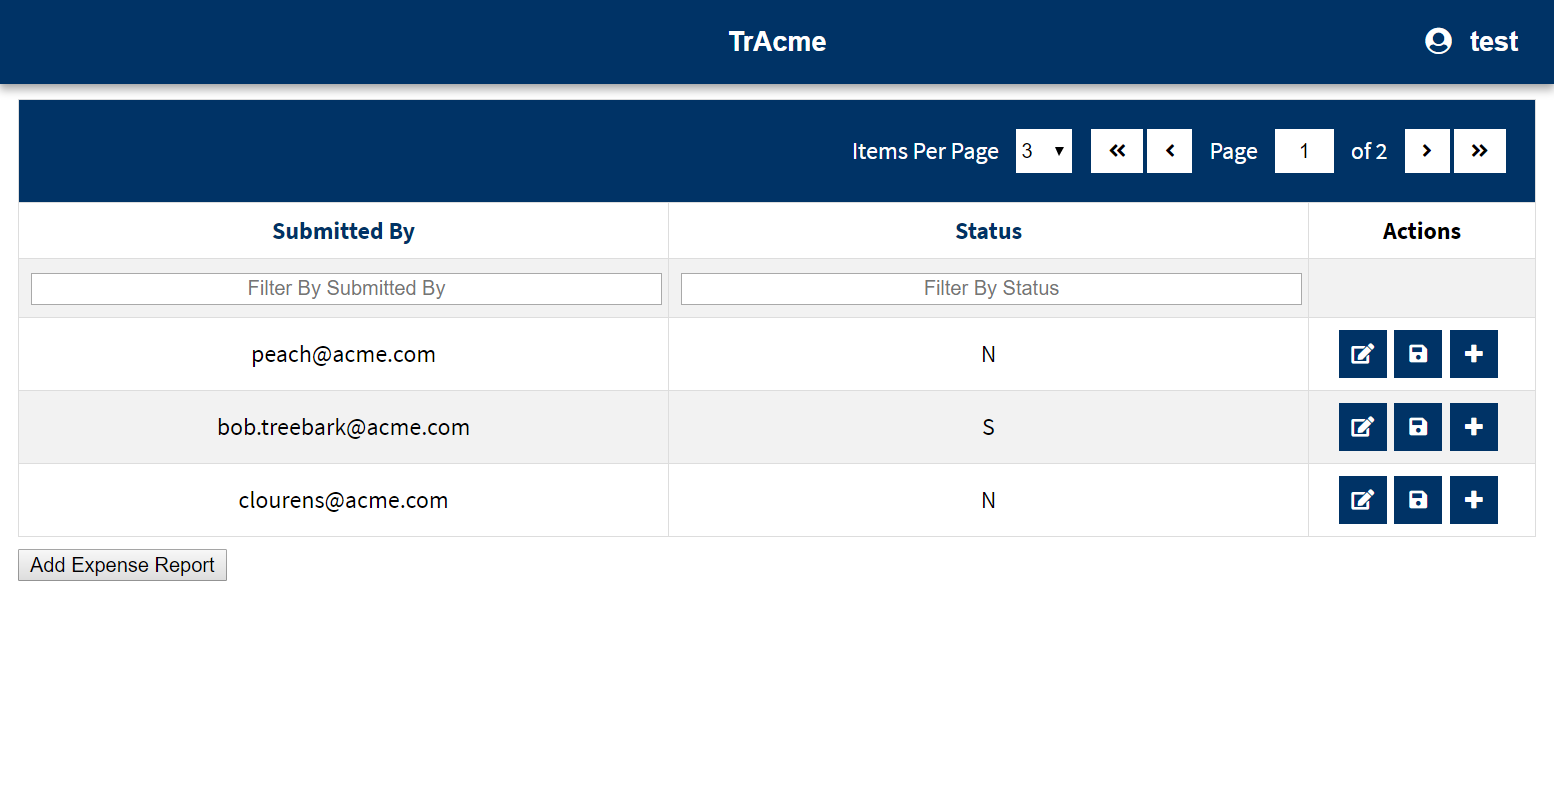 TrAcme
test
Items Per Page 3 Page 1 of 2
Submitted By Status Actions
Filter By Submitted By Filter By Status
peach@acme.com N
bob.treebark@acme.com S
clourens@acme.com N
Add Expense Report